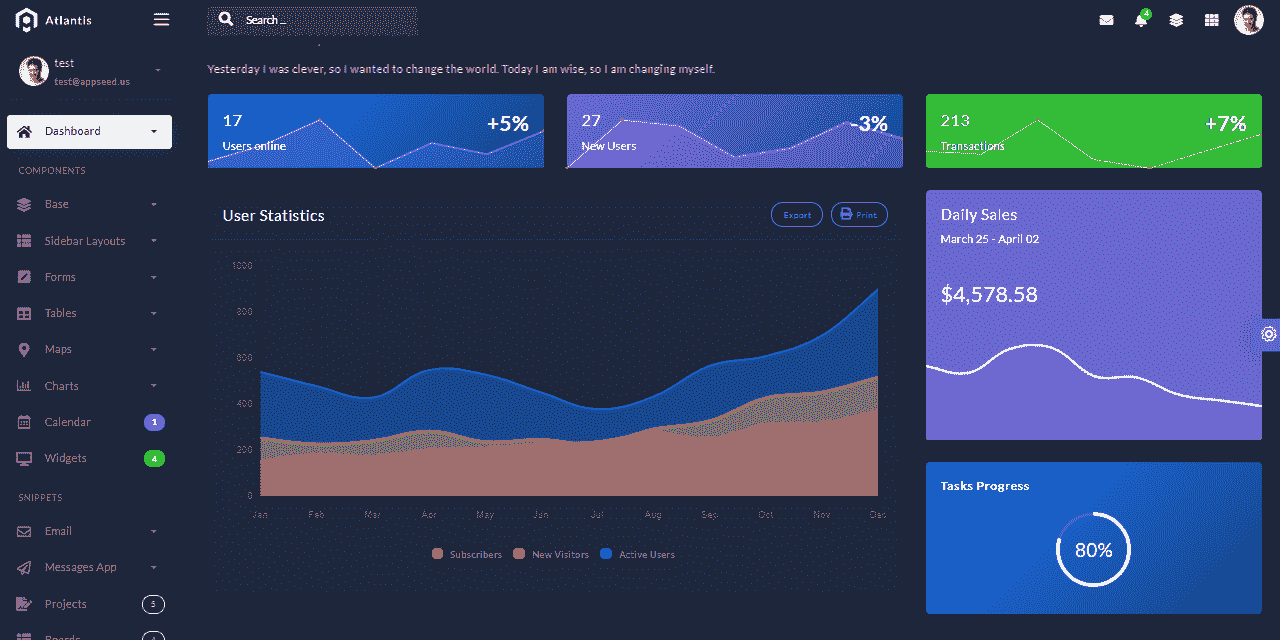 Atlantis
Search ...
4
test
test@appseed.us
Yesterday I was clever, so I wanted to change the world. Today I am wise, so I am changing myself.
Dashboard
COMPONENTS
Base
Sidebar Layouts
Forms
Tables
Maps
Charts
Calendar
1
Widgets
4
SNIPPETS
Email
Messages App
Projects
5
Boards
4
17
+5%
Users online
27
-3%
New Users
213
+7%
Transactions
User Statistics
Export
Print
1000
800
600
400
200
0
Jan Feb Mar Apr May Jun Jul Aug Sep Oct Nov Dec
Subscribers New Visitors Active Users
Daily Sales
March 25 - April 02
$4,578.58
Tasks Progress
80%